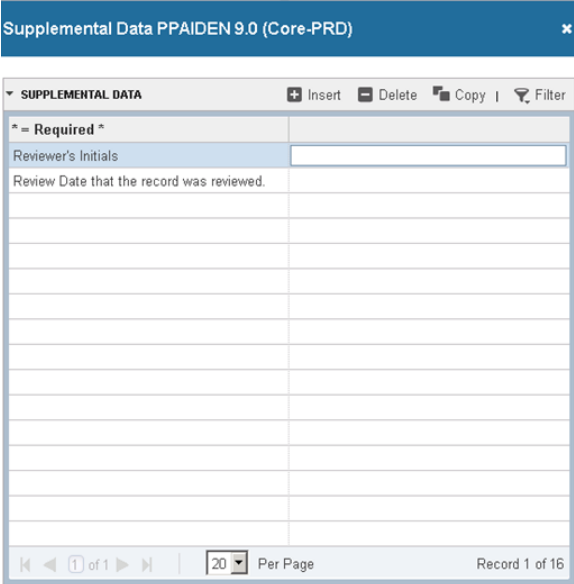 Supplemental Data PPAIDEN 9.0 (Core-PRD)
SUPPLEMENTAL DATA Insert Delete Copy | Filter
* = Required *
Reviewer's Initials
Review Date that the record was reviewed.
1 of 1 20 Per Page Record 1 of 16